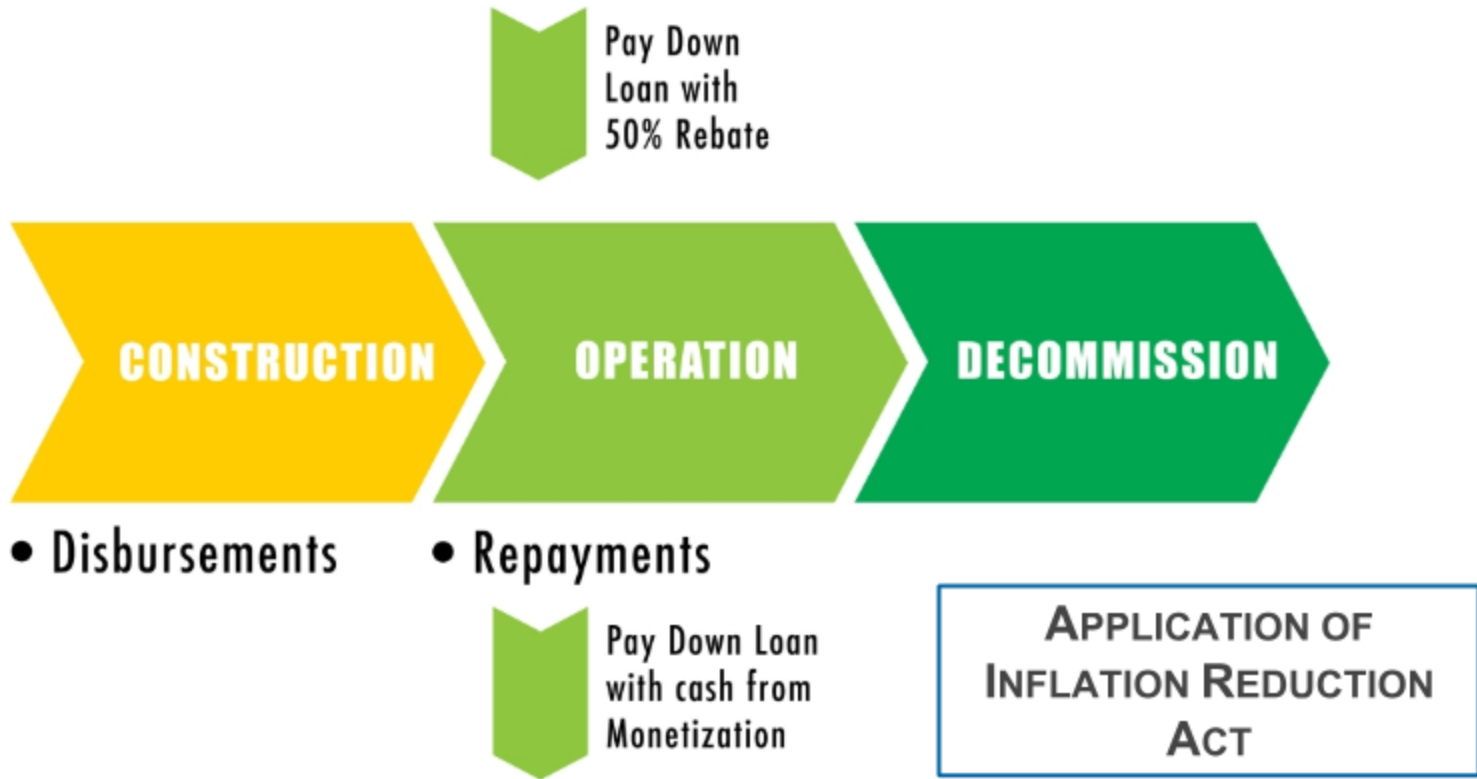 Pay Down
Loan with
50% Rebate
CONSTRUCTION
OPERATION
DECOMMISSION
• Disbursements
• Repayments
Pay Down Loan
with cash from
Monetization
APPLICATION OF
INFLATION REDUCTION
ACT